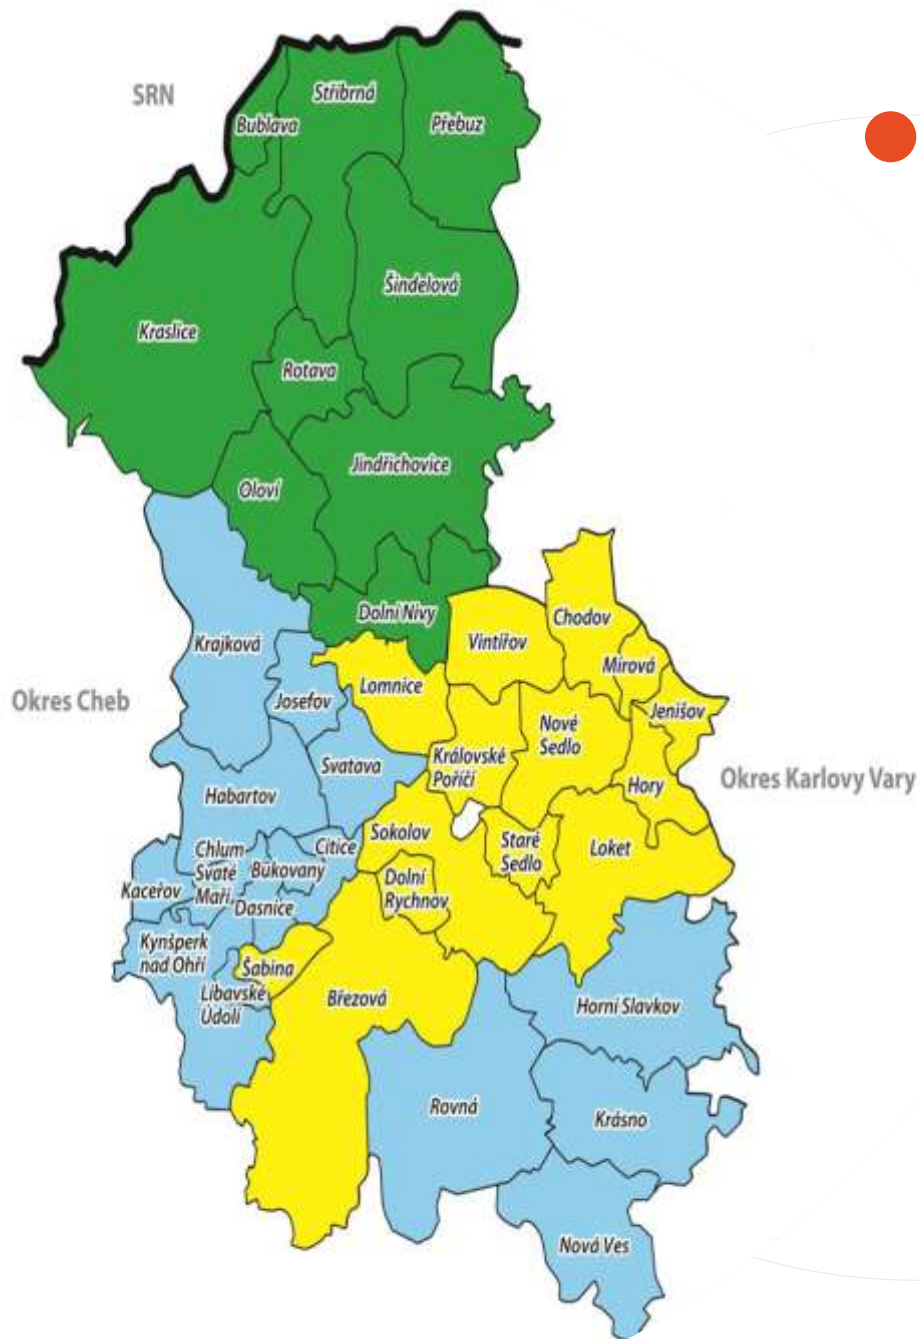 SRN
Stříbrná
Bublava
Přebuz
Šindelová
Kraslice
Rotava
Jindřichovice
Oloví
Dolní Nivy
Chodov
Vintířov
Krajková
Mírová
Lomnice
Okres Cheb
Josefov
Jenišov
Nové
Sedlo
Královské
Poříčí
Svatava
Okres Karlovy Vary
Hory
Habartov
Sokolov
Staré
Sedlo
Loket
Citice
Chlum
Svaté
Maří
Bukovany
Dolní
Rychnov
Kaceřov
Dasnice
Kynšperk
nad Ohří
Šabina
Libavské
Údolí
Březová
Horní Slavkov
Rovná
Krásno
Nová Ves